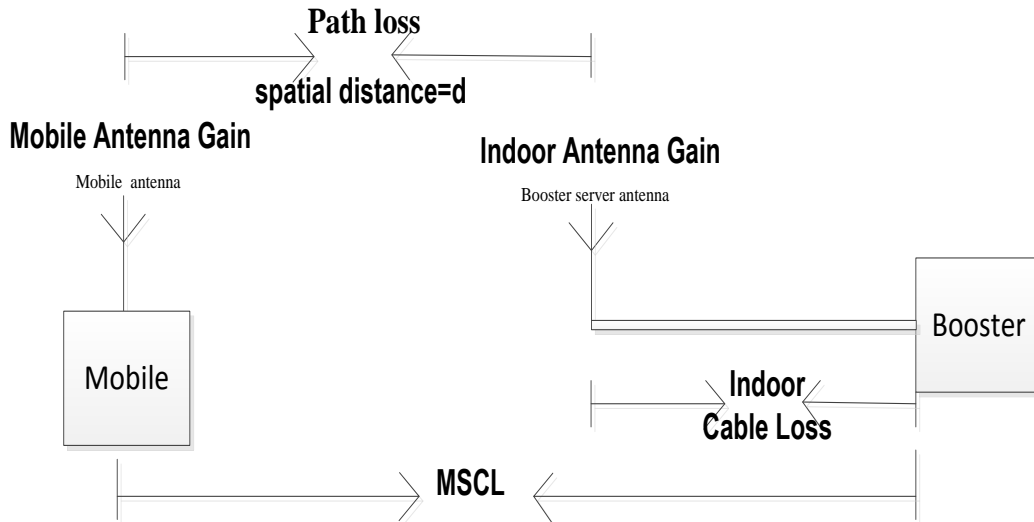 Path loss
spatial distance=d
Mobile Antenna Gain
Indoor Antenna Gain
Mobile antenna
Booster server antenna
Mobile
Booster
Indoor
Cable Loss
MSCL